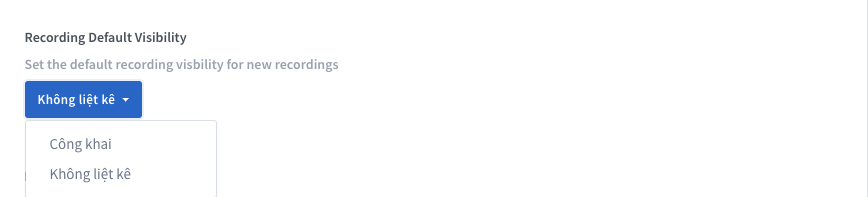 Recording Default Visibility
Set the default recording visbility for new recordings
Không liệt kê
Công khai
Không liệt kê